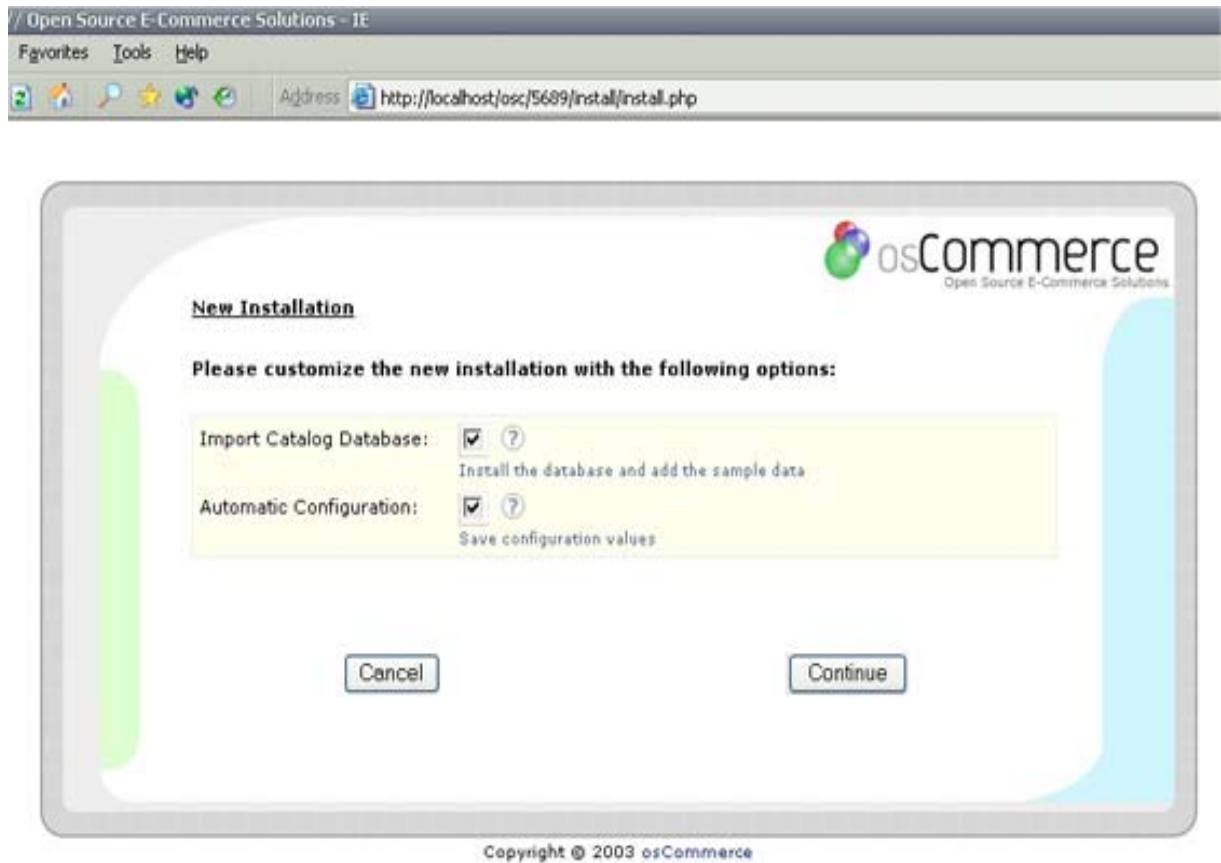 // Open Source E-Commerce Solutions - IE
Favorites Tools Help
Address http://localhost/osc/5689/install/install.php
osCommerce
Open Source E-Commerce Solutions
New Installation
Please customize the new installation with the following options:
Import Catalog Database: ?
Install the database and add the sample data
Automatic Configuration: ?
Save configuration values
Cancel Continue
Copyright © 2003 osCommerce